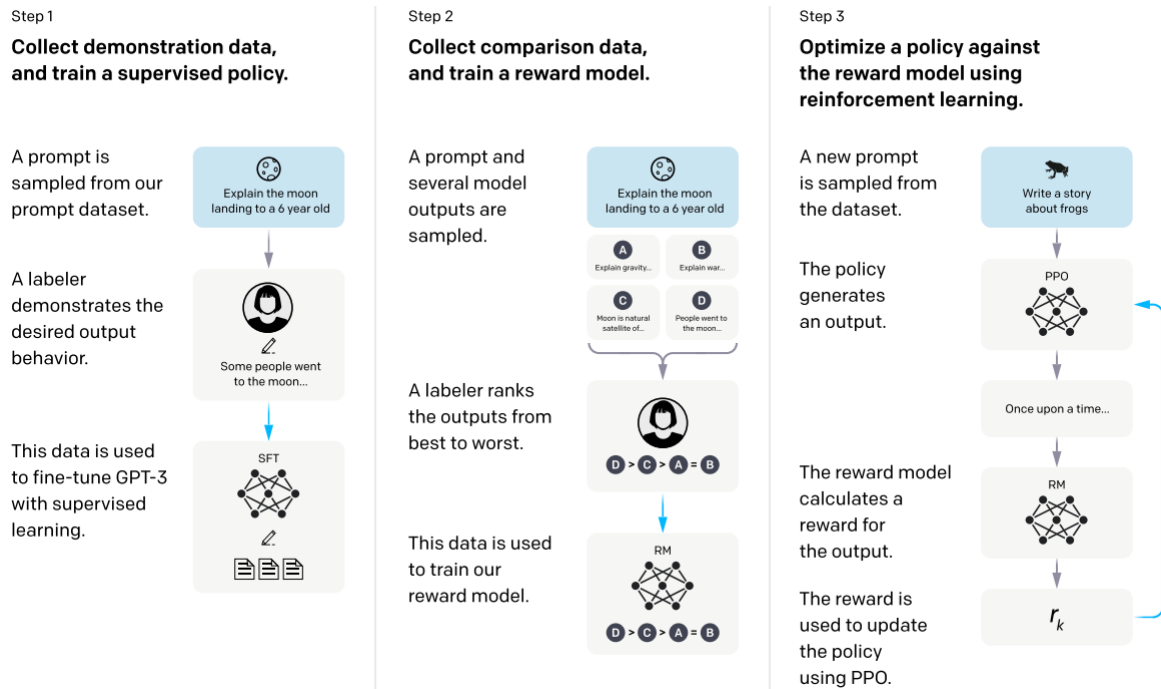 Step 1
Collect demonstration data,
and train a supervised policy.
A prompt is
sampled from our
prompt dataset.
Explain the moon
landing to a 6 year old
A labeler
demonstrates the
desired output
behavior.
Some people went
to the moon...
This data is used
to fine-tune GPT-3
with supervised
learning.
SFT
Step 2
Collect comparison data,
and train a reward model.
A prompt and
several model
outputs are
sampled.
Explain the moon
landing to a 6 year old
A
Explain gravity...
B
Explain war...
C
Moon is natural
satellite of...
D
People went to
the moon...
A labeler ranks
the outputs from
best to worst.
D > C > A = B
This data is used
to train our
reward model.
RM
D > C > A = B
Step 3
Optimize a policy against
the reward model using
reinforcement learning.
A new prompt
is sampled from
the dataset.
Write a story
about frogs
The policy
generates
an output.
PPO
Once upon a time...
The reward model
calculates a
reward for
the output.
RM
The reward is
used to update
the policy
using PPO.
r_k